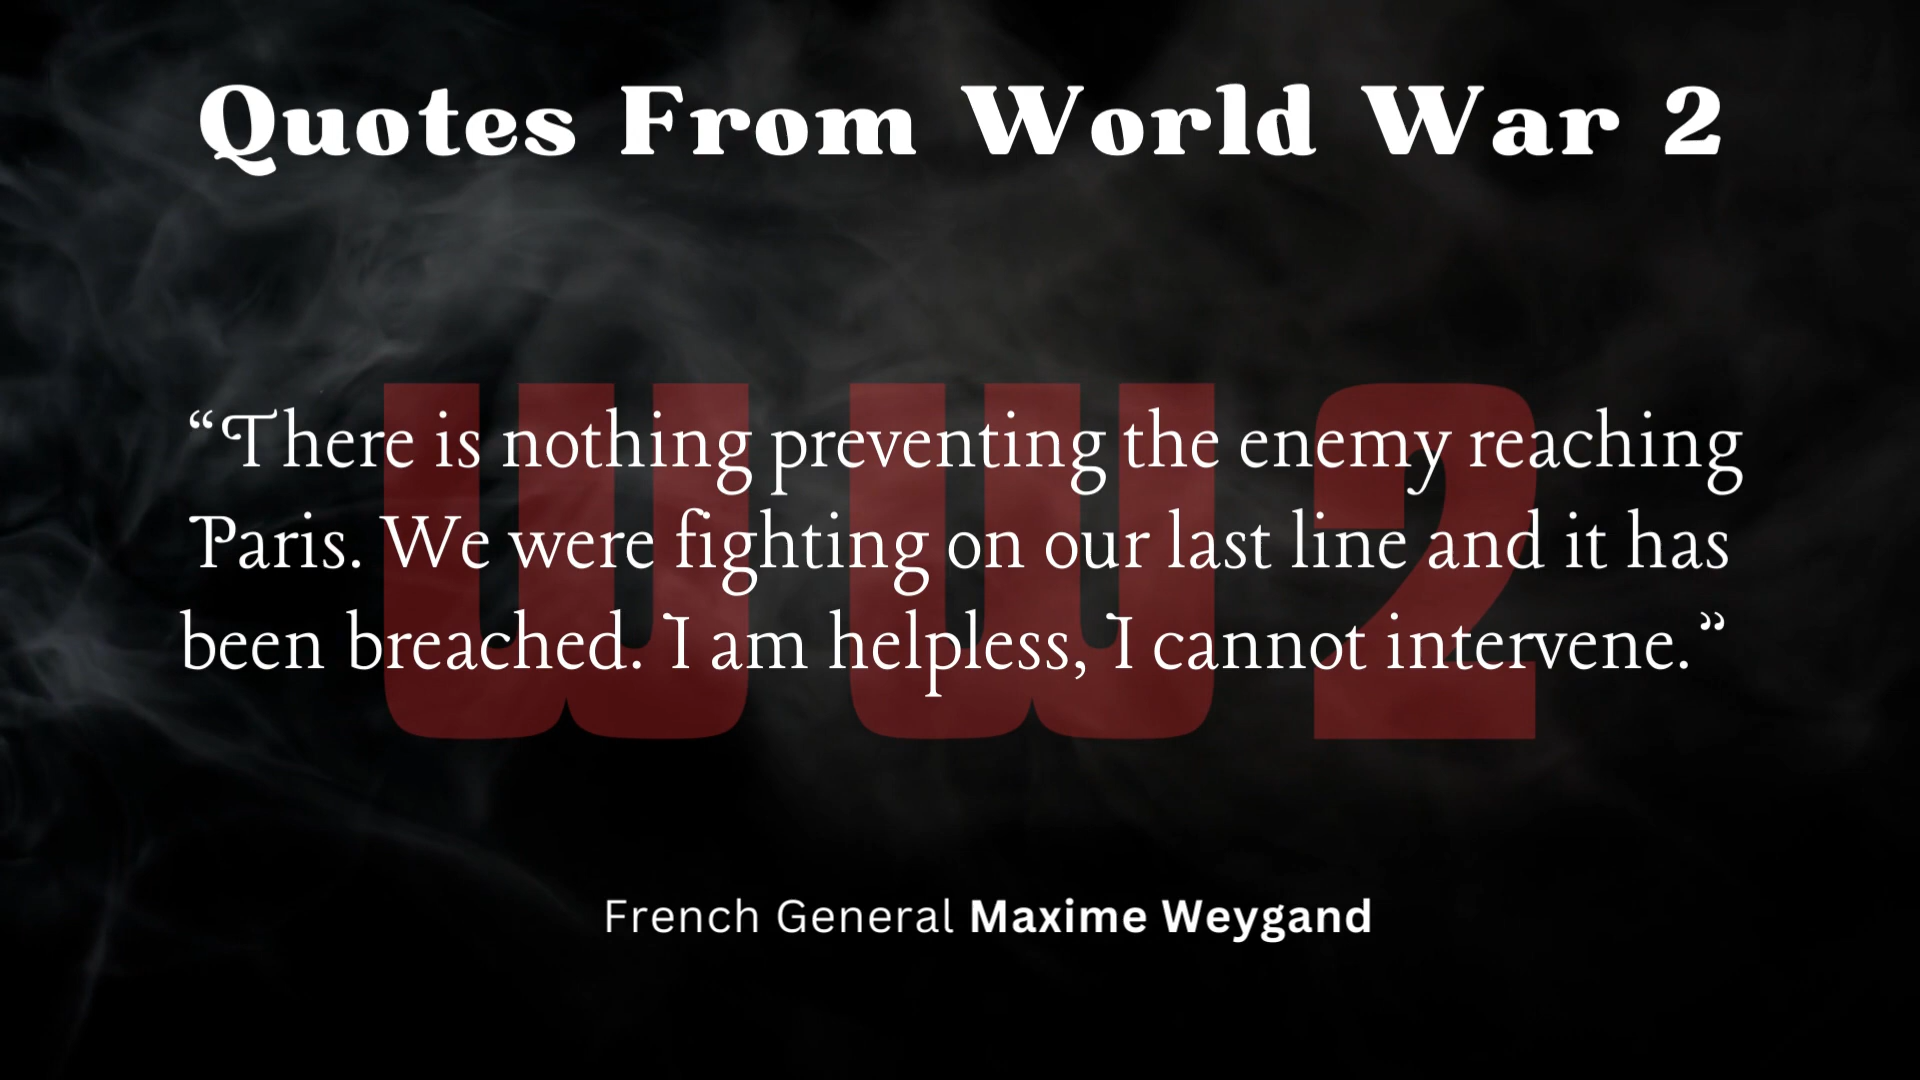 Quotes From World War 2
WW2
“There is nothing preventing the enemy reaching
Paris. We were fighting on our last line and it has
been breached. I am helpless, I cannot intervene.”
French General Maxime Weygand